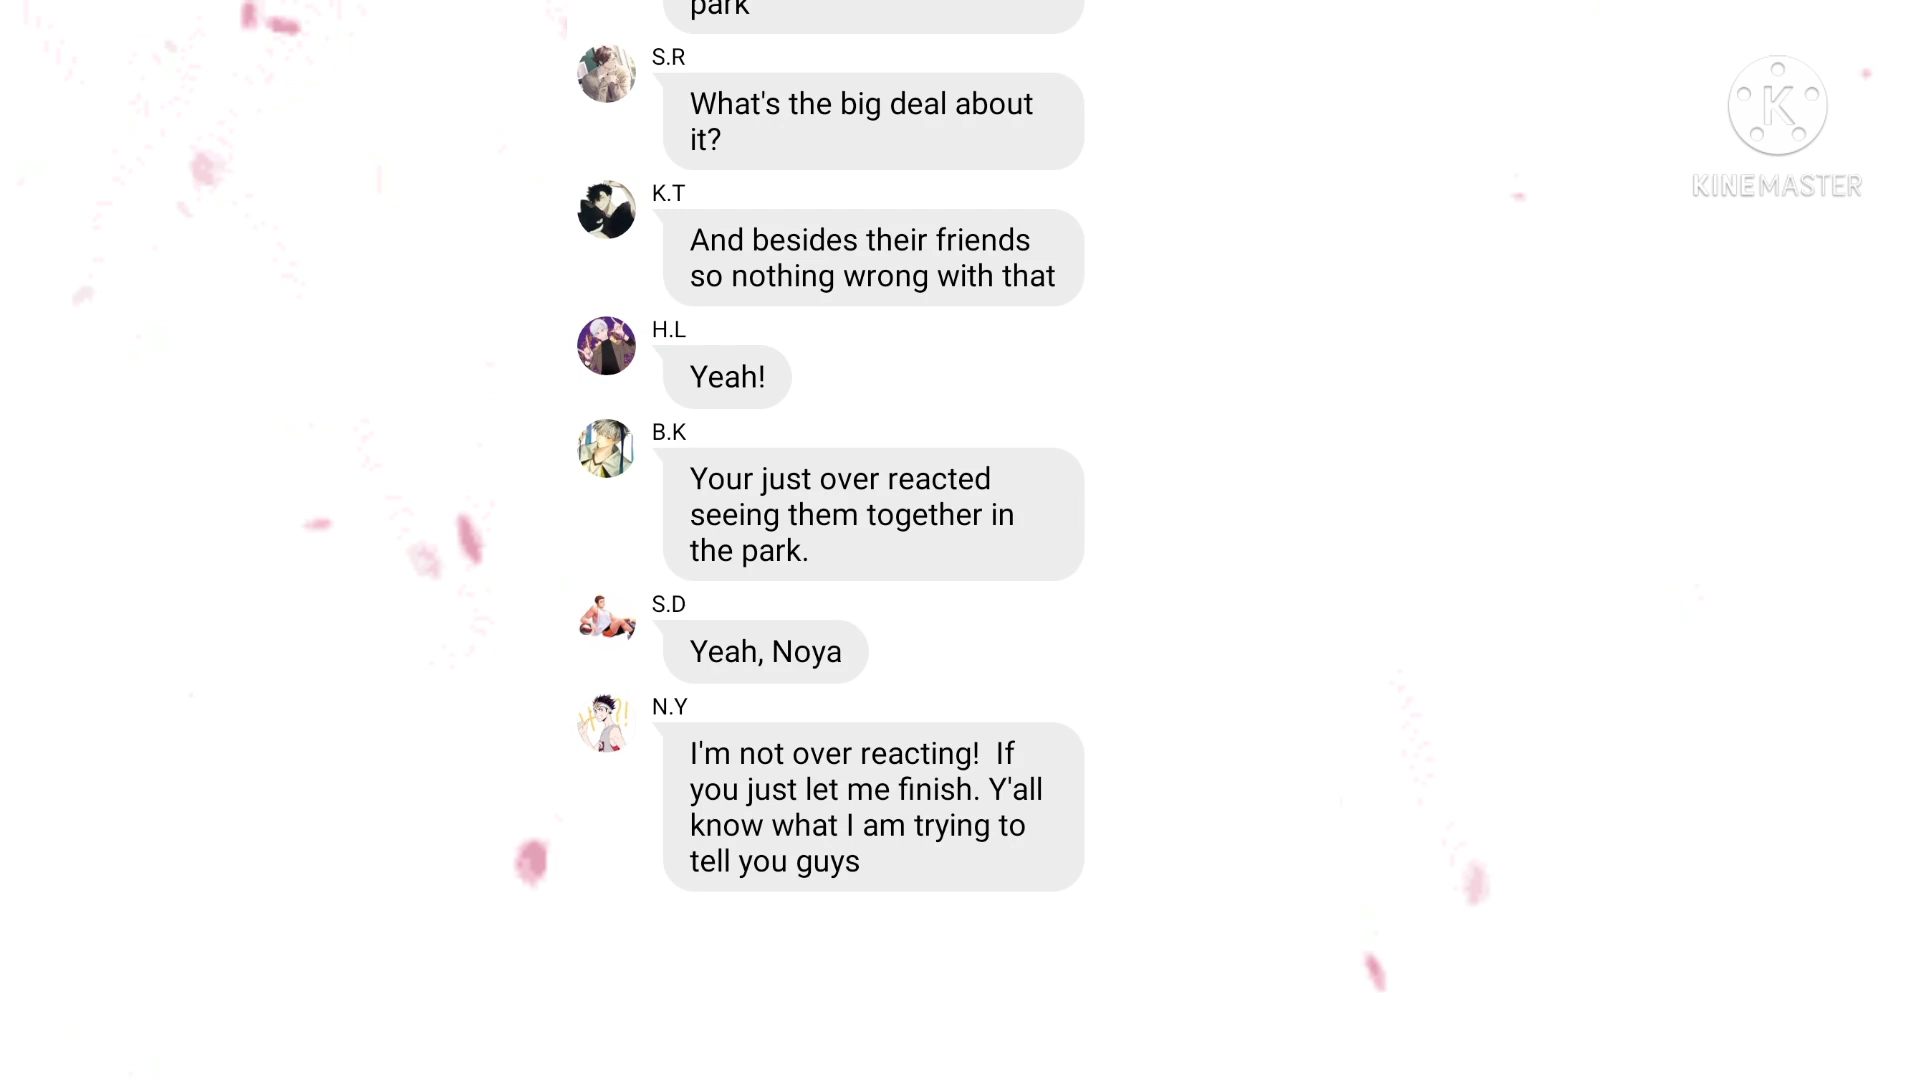 park
S.R
What's the big deal about
it?
K.T
And besides their friends
so nothing wrong with that
H.L
Yeah!
B.K
Your just over reacted
seeing them together in
the park.
S.D
Yeah, Noya
N.Y
I'm not over reacting!  If
you just let me finish. Y'all
know what I am trying to
tell you guys
K
KINEMASTER